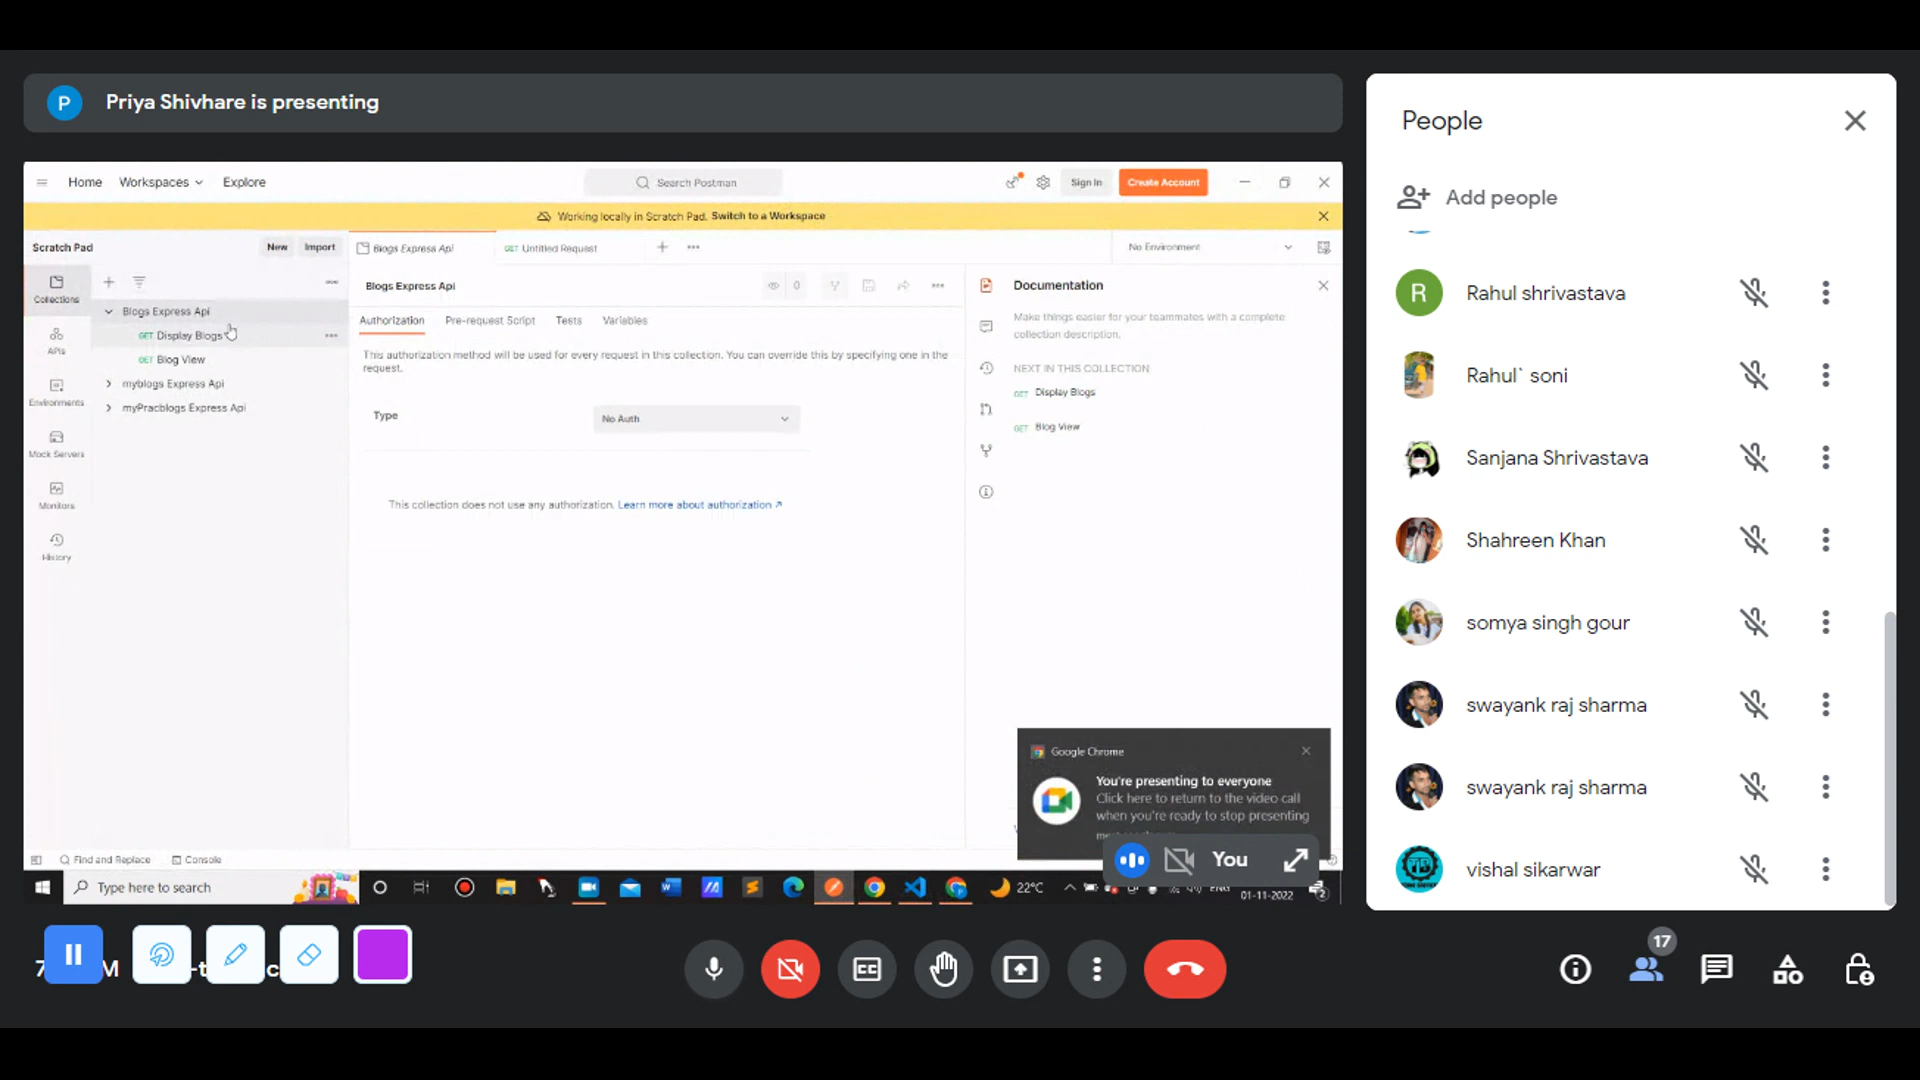 P Priya Shivhare is presenting
Home Workspaces Explore Search Postman Sign In Create Account
Working locally in Scratch Pad. Switch to a Workspace
Scratch Pad New Import Blogs Express Api GET Untitled Request No Environment
Collections
APIs
Environments
Mock Servers
Monitors
History
Blogs Express Api
GET Display Blogs
GET Blog View
myblogs Express Api
myPracblogs Express Api
Blogs Express Api 0
Authorization Pre-request Script Tests Variables
This authorization method will be used for every request in this collection. You can override this by specifying one in the
request.
Type No Auth
This collection does not use any authorization. Learn more about authorization
Documentation
Make things easier for your teammates with a complete
collection description.
NEXT IN THIS COLLECTION
GET Display Blogs
GET Blog View
Google Chrome
You're presenting to everyone
Click here to return to the video call
when you're ready to stop presenting
You
Find and Replace Console
Type here to search 22°C ENG
01-11-2022 2
People
Add people
R Rahul shrivastava
Rahul` soni
Sanjana Shrivastava
Shahreen Khan
somya singh gour
swayank raj sharma
swayank raj sharma
vishal sikarwar
17